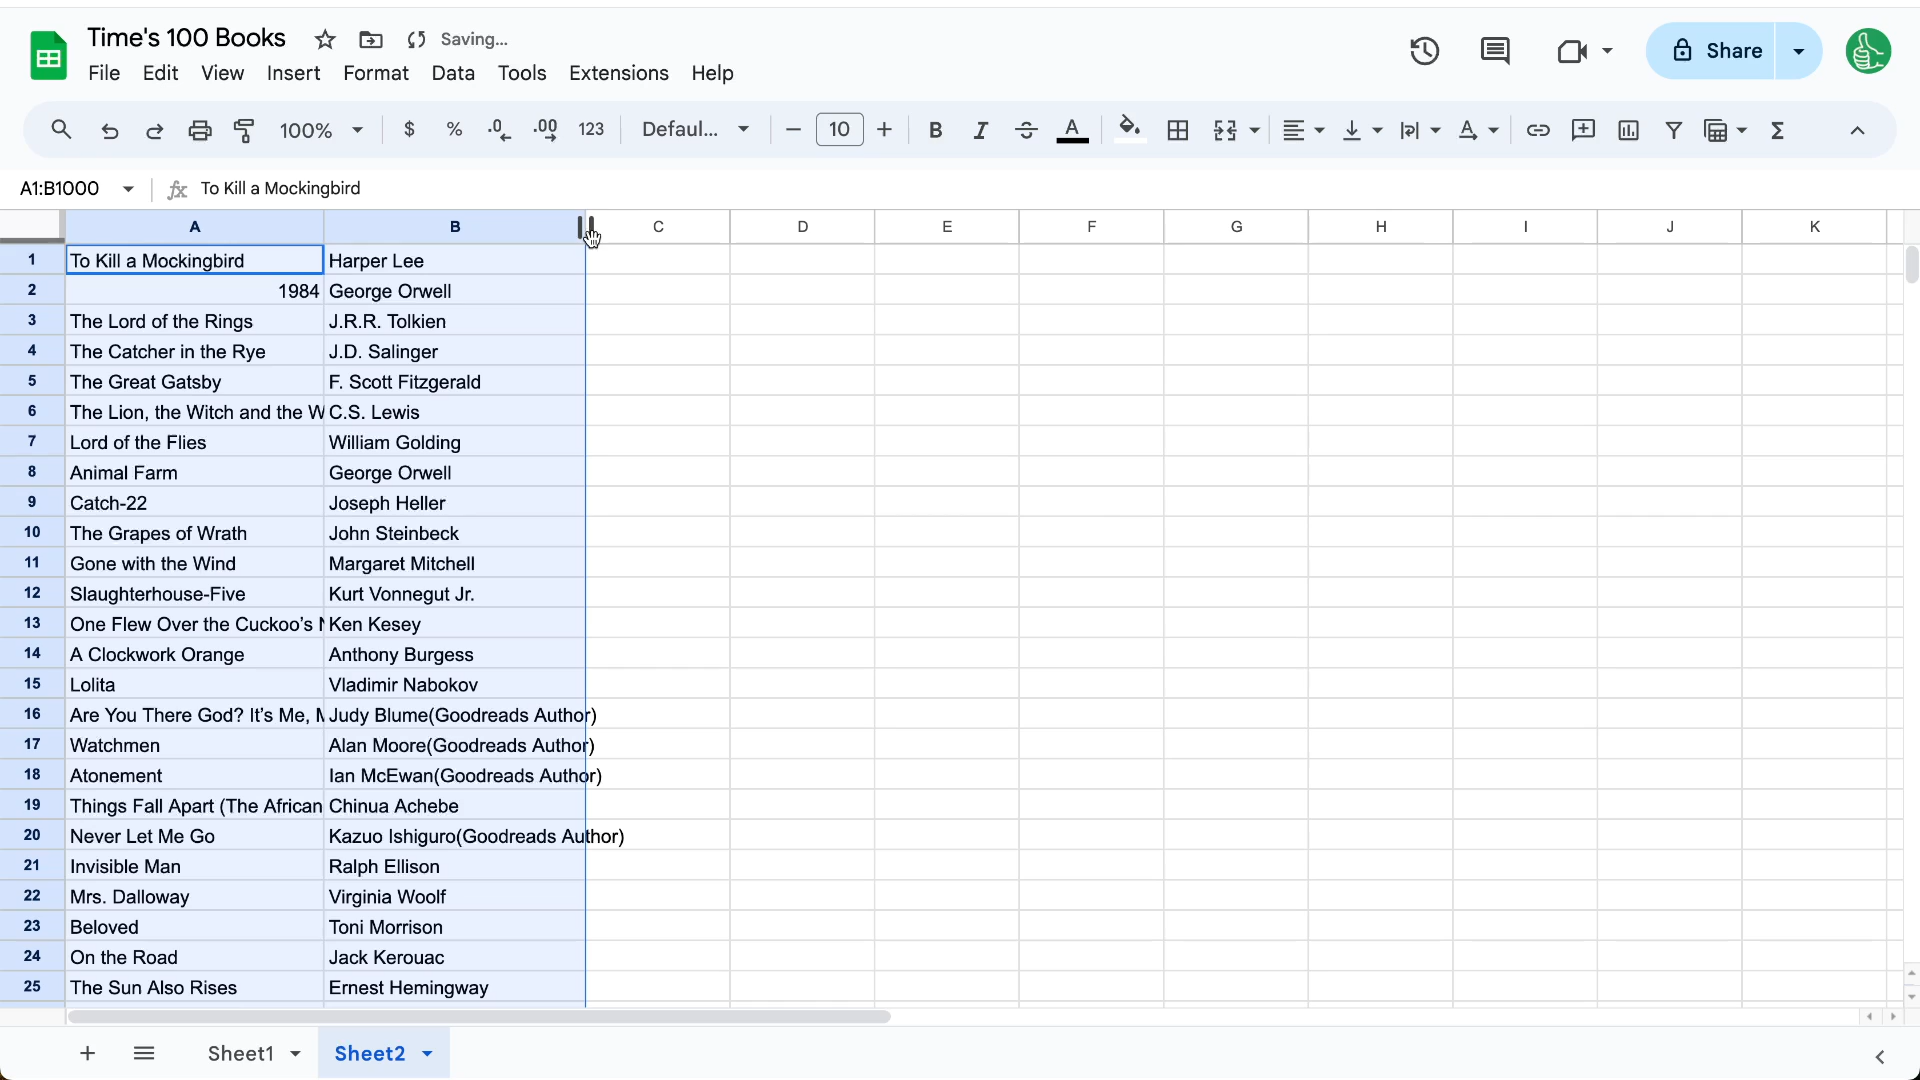 Time's 100 Books Saving...
File Edit View Insert Format Data Tools Extensions Help
Share
100% $ % .0 .00 123 Defaul... − 10 + B I S A Σ
A1:B1000 fx To Kill a Mockingbird
A B C D E F G H I J K
1 To Kill a Mockingbird Harper Lee
2 1984 George Orwell
3 The Lord of the Rings J.R.R. Tolkien
4 The Catcher in the Rye J.D. Salinger
5 The Great Gatsby F. Scott Fitzgerald
6 The Lion, the Witch and the W C.S. Lewis
7 Lord of the Flies William Golding
8 Animal Farm George Orwell
9 Catch-22 Joseph Heller
10 The Grapes of Wrath John Steinbeck
11 Gone with the Wind Margaret Mitchell
12 Slaughterhouse-Five Kurt Vonnegut Jr.
13 One Flew Over the Cuckoo’s Ken Kesey
14 A Clockwork Orange Anthony Burgess
15 Lolita Vladimir Nabokov
16 Are You There God? It’s Me, Judy Blume(Goodreads Author)
17 Watchmen Alan Moore(Goodreads Author)
18 Atonement Ian McEwan(Goodreads Author)
19 Things Fall Apart (The African Chinua Achebe
20 Never Let Me Go Kazuo Ishiguro(Goodreads Author)
21 Invisible Man Ralph Ellison
22 Mrs. Dalloway Virginia Woolf
23 Beloved Toni Morrison
24 On the Road Jack Kerouac
25 The Sun Also Rises Ernest Hemingway
+ Sheet1 Sheet2